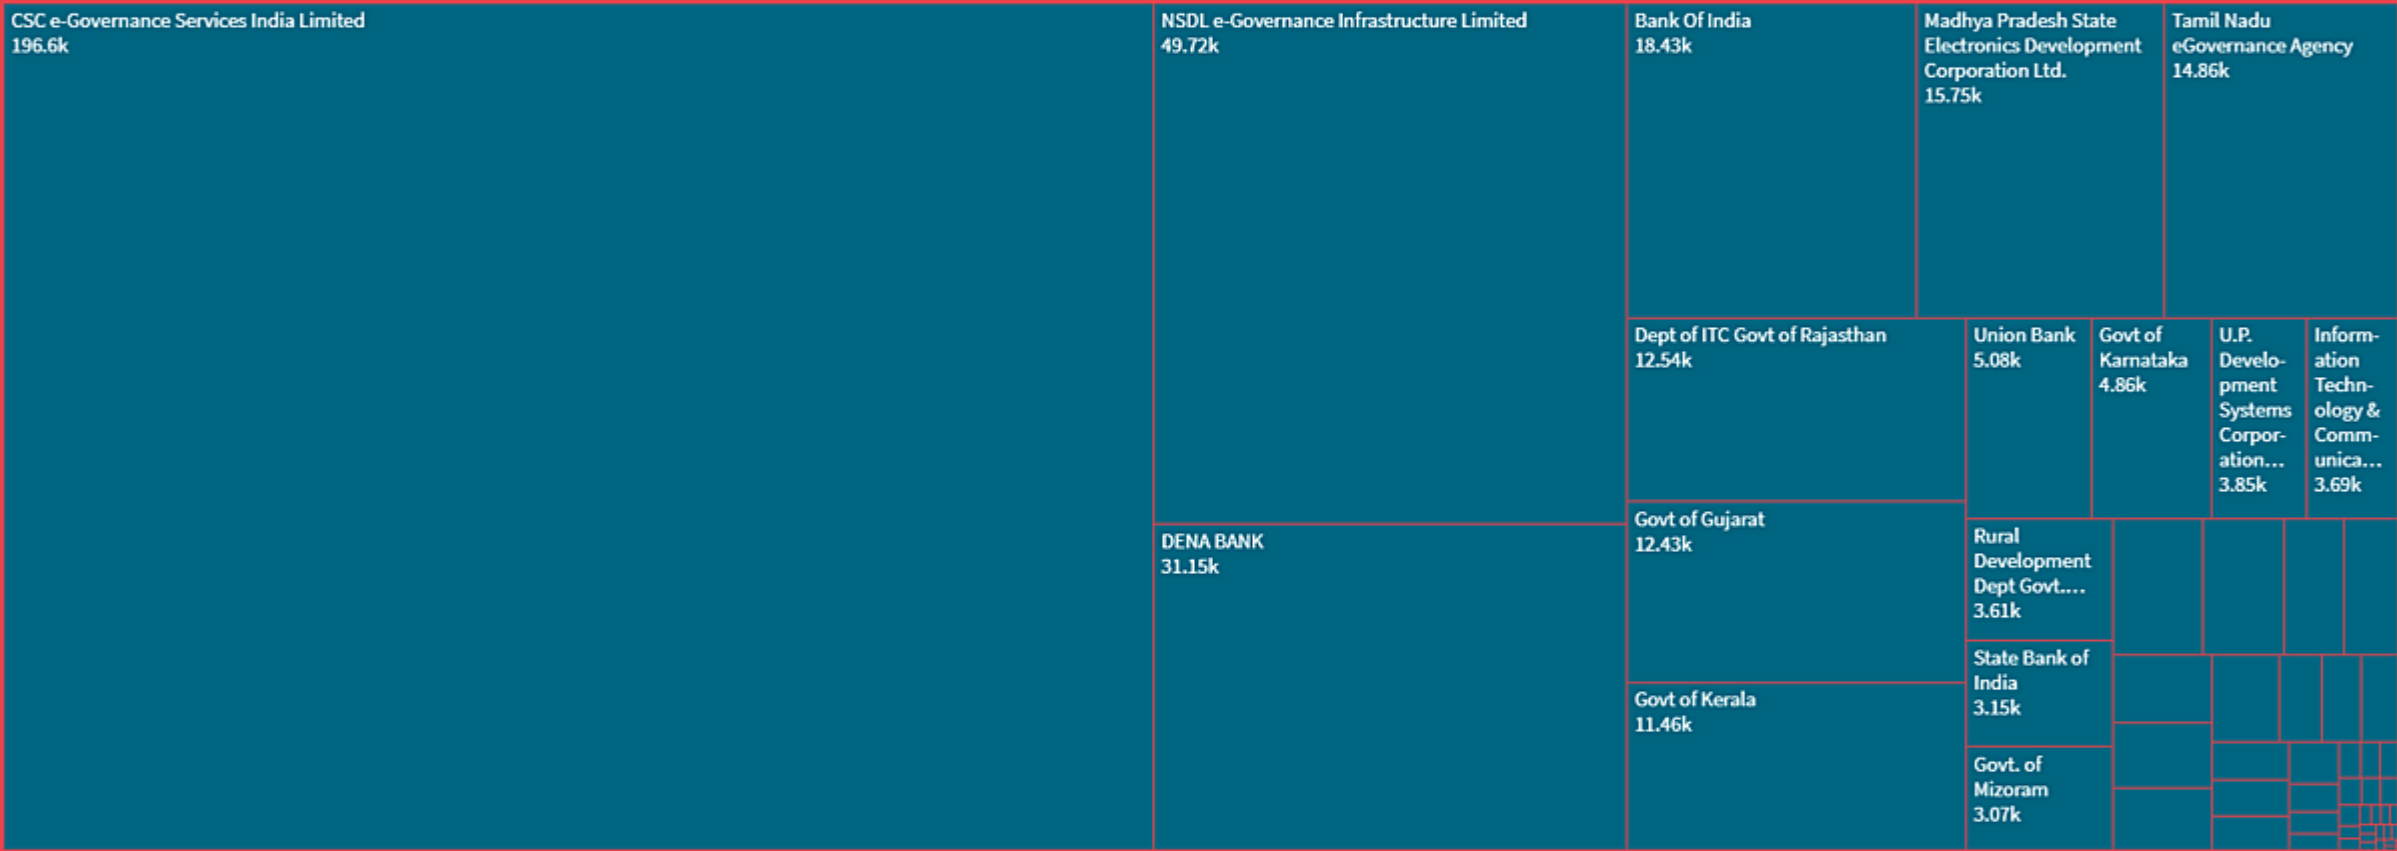 CSC e-Governance Services India Limited
196.6k
NSDL e-Governance Infrastructure Limited
49.72k
DENA BANK
31.15k
Bank Of India
18.43k
Madhya Pradesh State
Electronics Development
Corporation Ltd.
15.75k
Tamil Nadu
eGovernance Agency
14.86k
Dept of ITC Govt of Rajasthan
12.54k
Govt of Gujarat
12.43k
Govt of Kerala
11.46k
Union Bank
5.08k
Govt of
Karnataka
4.86k
U.P.
Develo-
pment
Systems
Corpor-
ation...
3.85k
Inform-
ation
Techn-
ology &
Comm-
unica...
3.69k
Rural
Development
Dept Govt....
3.61k
State Bank of
India
3.15k
Govt. of
Mizoram
3.07k